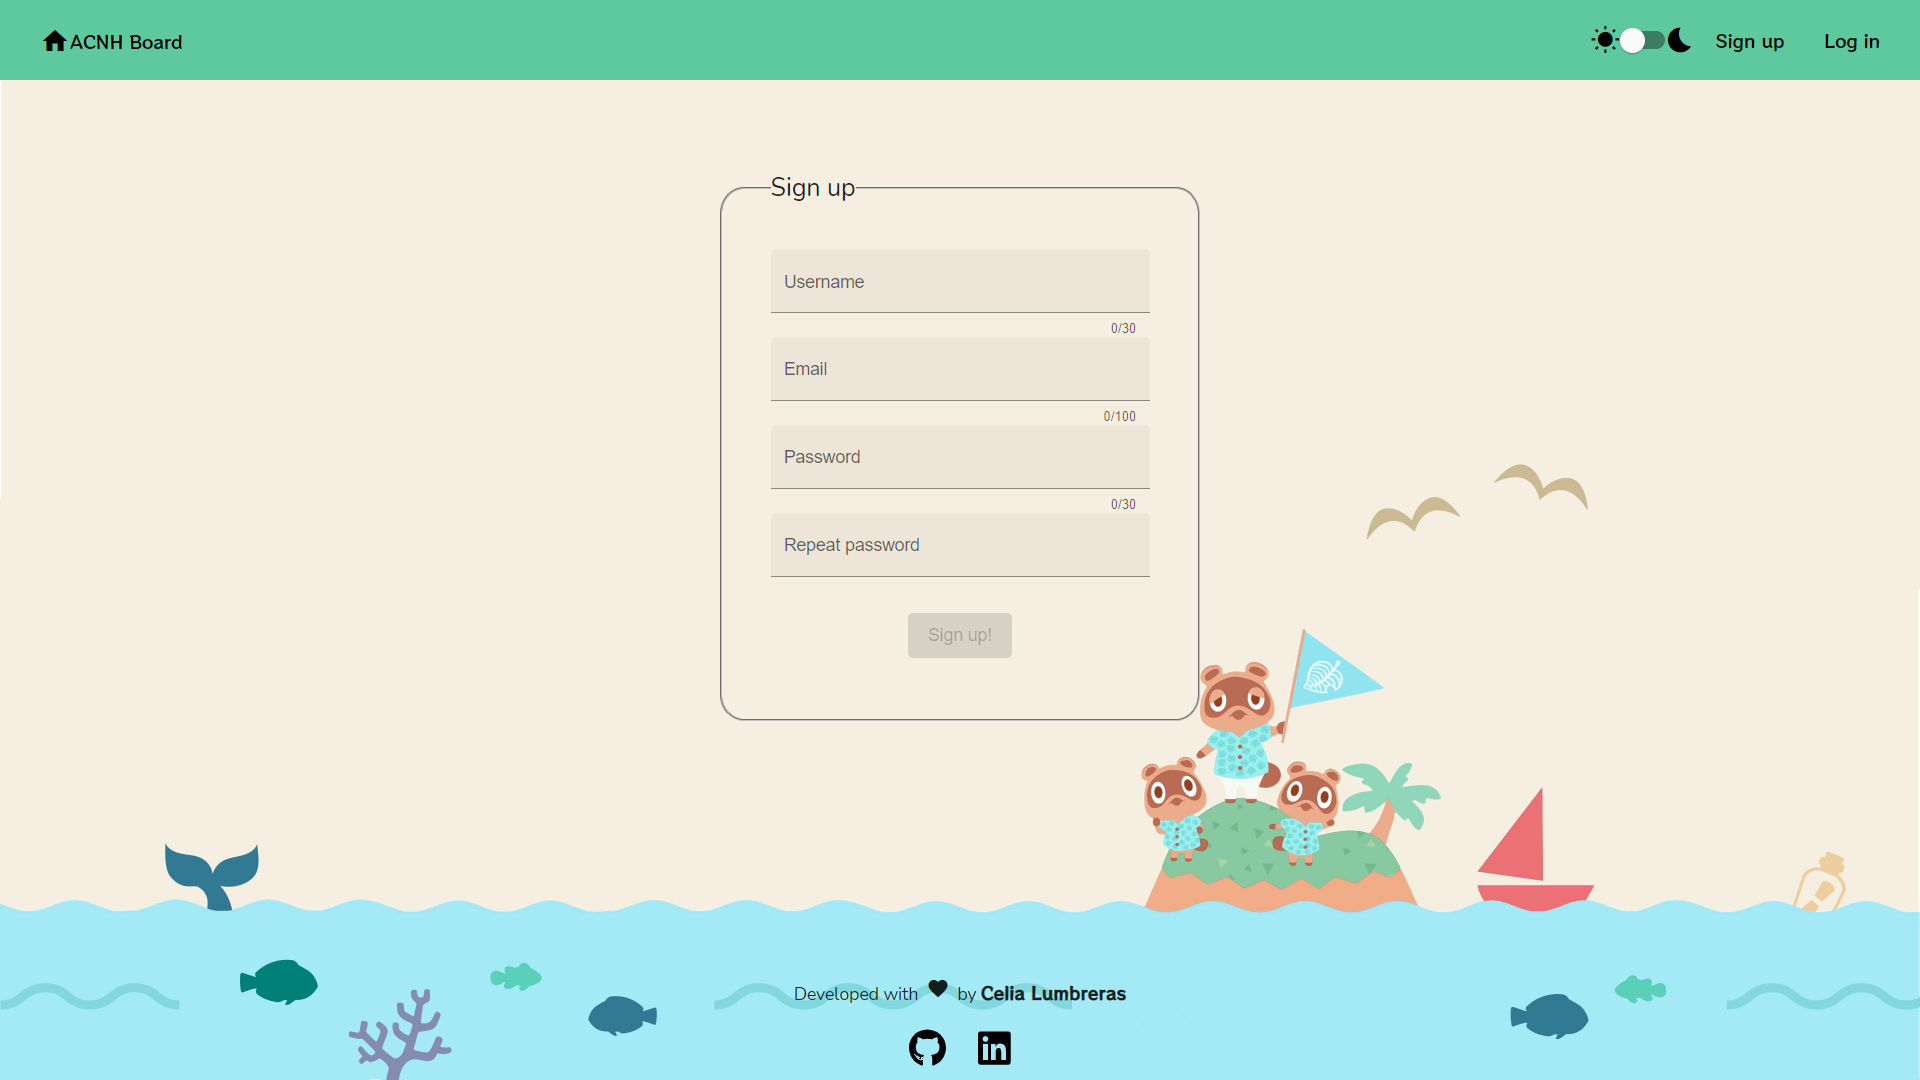 ACNH Board
Sign up
Log in
Sign up
Username
0/30
Email
0/100
Password
0/30
Repeat password
Sign up!
Developed with by Celia Lumbreras
in